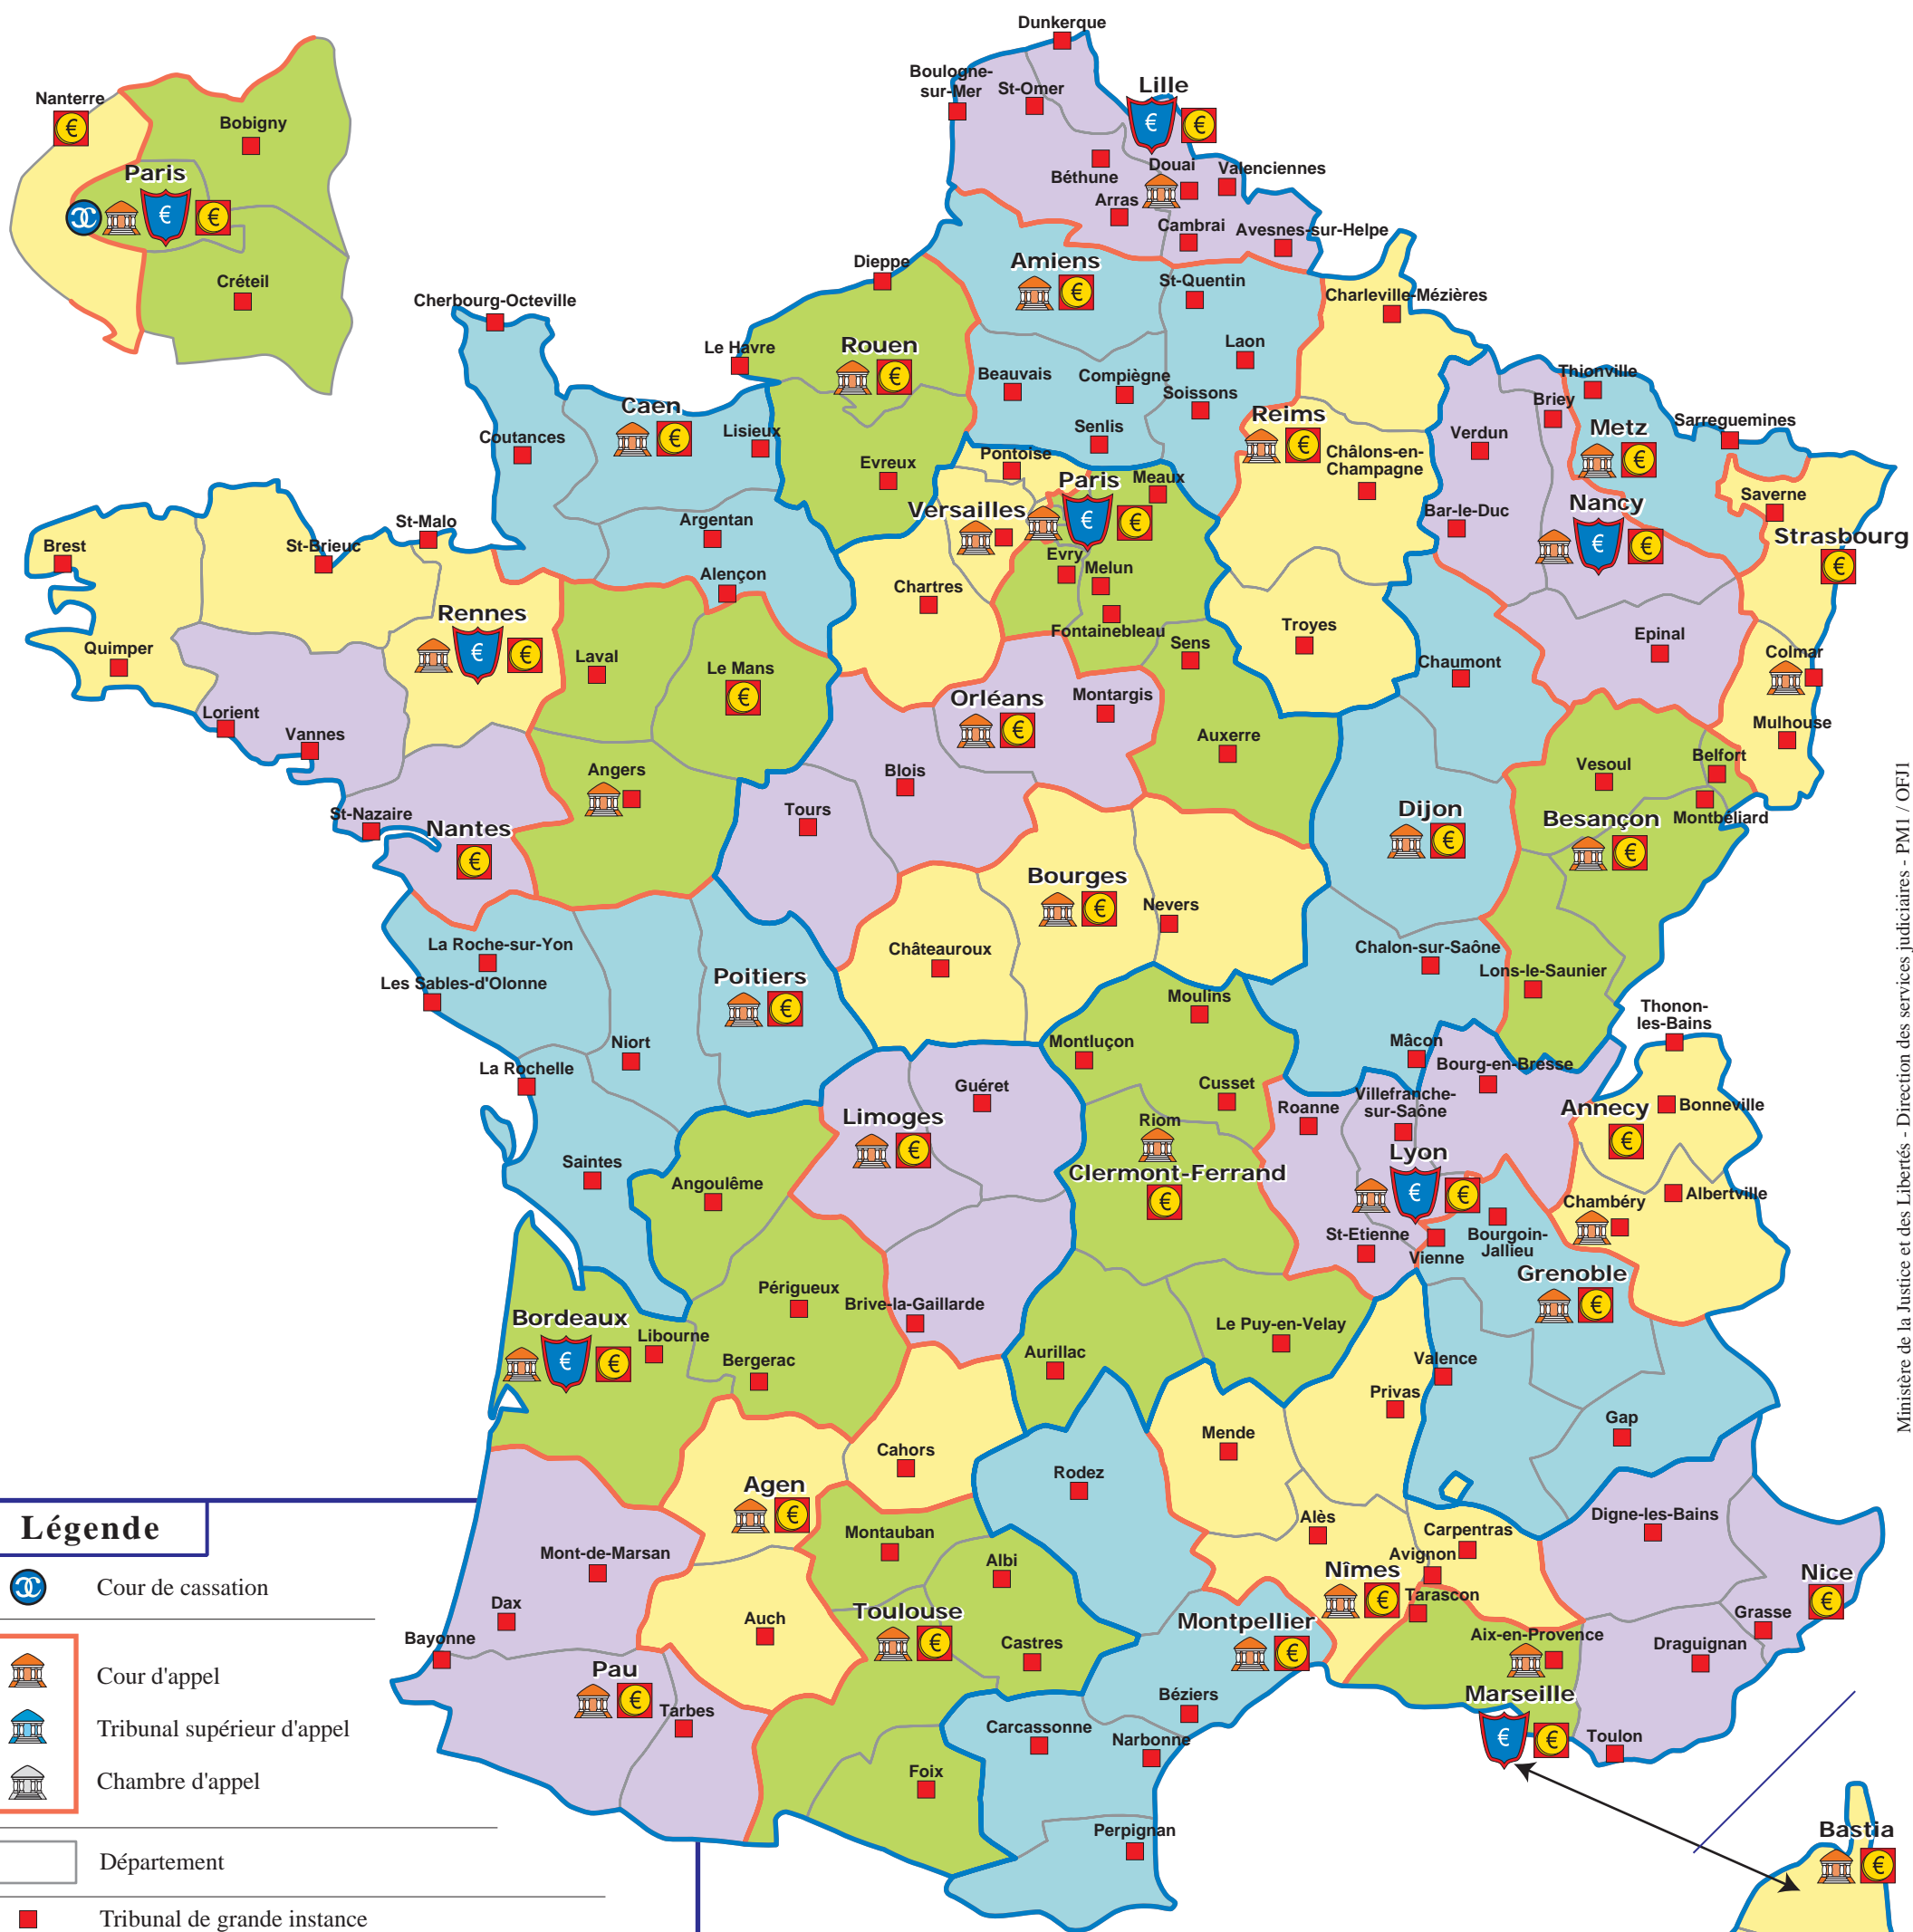 Dunkerque
Boulogne-
sur-Mer
St-Omer
Lille
€
€
Béthune
Douai
Valenciennes
Arras
Cambrai
Avesnes-sur-Helpe
Nanterre
€
Bobigny
Paris
€
€
Créteil
Dieppe
Amiens
€
St-Quentin
Charleville-Mézières
Cherbourg-Octeville
Le Havre
Rouen
€
Laon
Beauvais
Compiègne
Soissons
Senlis
Thionville
Briey
Metz
€
Sarreguemines
Caen
€
Coutances
Lisieux
Evreux
Reims
€
Châlons-en-
Champagne
Verdun
Pontoise
Paris
€
€
Meaux
Saverne
Nancy
€
€
Bar-le-Duc
Strasbourg
€
Versailles
Argentan
Alençon
St-Malo
St-Brieuc
Brest
Evry
Melun
Chartres
Fontainebleau
Rennes
€
€
Quimper
Laval
Le Mans
€
Sens
Troyes
Chaumont
Epinal
Colmar
Orléans
€
Montargis
Lorient
Vannes
Mulhouse
Auxerre
Belfort
Vesoul
Angers
Blois
Tours
Dijon
€
Besançon
€
Montbéliard
St-Nazaire
Nantes
€
Bourges
€
Nevers
Châteauroux
Chalon-sur-Saône
Lons-le-Saunier
La Roche-sur-Yon
Les Sables-d'Olonne
Poitiers
€
Moulins
Thonon-
les-Bains
Niort
Montluçon
Mâcon
Bourg-en-Bresse
La Rochelle
Guéret
Cusset
Roanne
Villefranche-
sur-Saône
Annecy
€
Bonneville
Limoges
€
Riom
Clermont-Ferrand
€
Lyon
€
€
Saintes
Angoulême
Chambéry
Albertville
St-Etienne
Vienne
Bourgoin-
Jallieu
Grenoble
€
Périgueux
Brive-la-Gaillarde
Bordeaux
€
€
Libourne
Bergerac
Aurillac
Le Puy-en-Velay
Valence
Privas
Gap
Mende
Cahors
Rodez
Agen
€
Montauban
Albi
Alès
Carpentras
Digne-les-Bains
Mont-de-Marsan
Avignon
Nîmes
€
Tarascon
Nice
€
Dax
Auch
Toulouse
€
Castres
Montpellier
€
Grasse
Aix-en-Provence
Draguignan
Bayonne
Pau
€
Tarbes
Marseille
€
€
Béziers
Carcassonne
Narbonne
Toulon
Foix
Perpignan
Bastia
€
Ministère de la Justice et des Libertés - Direction des services judiciaires - PM1 / OFJ1
Légende
Cour de cassation
Cour d'appel
Tribunal supérieur d'appel
Chambre d'appel
Département
Tribunal de grande instance